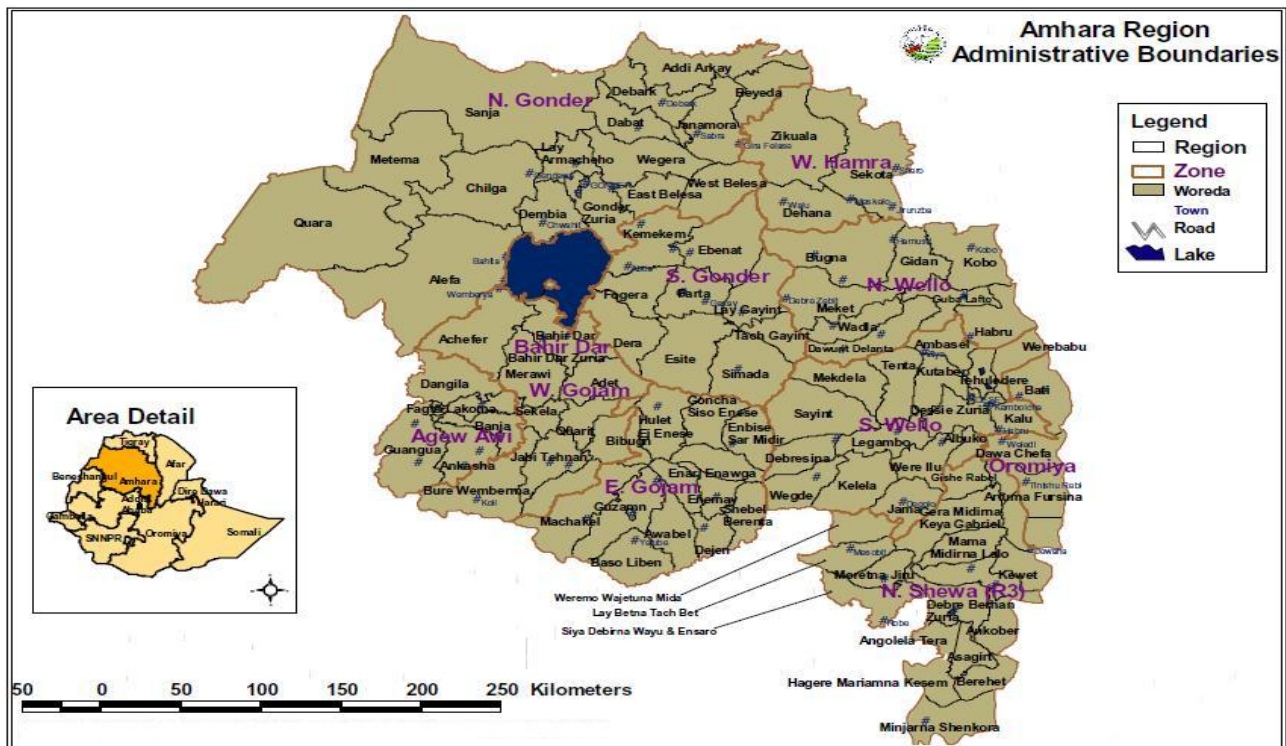 Amhara Region
Administrative Boundaries
Legend
Region
Zone
Woreda
Town
Road
Lake
Addi Arkay
Debark
Beyeda
#Debark
N. Gonder
Sanja
Dabat
Janamora
Zikuala
Lay
Armacheho
Wegera
W. Hamra
Metema
Sekota
Chilga
West Belesa
East Belesa
Quara
Gonder
Zuria
Dembia
Dehana
#Chwahit
Kemekem
Ebenat
Bugna
Gidan
Kobo
#Kobo
Alefa
S. Gonder
N. Wello
Fogera
Farta
Guba Lafto
Lay Gayint
Meket
Wadla
Habru
Achefer
Bahir Dar
Tach Gayint
Bahir Dar
Dera
Dawunt Delanta
Ambasel
Werebabu
Bahir Dar Zuria
Esite
Tenta
Kutaber
Merawi
Simada
Mekdela
Tehuledere
Dangila
Adet
Bati
W. Gojam
Goncha
Siso Enese
Sayint
Dessie Zuria
Kalu
Fagta Lakoma
Sekela
Banja
Hulet
Ej Enese
Enbise
Sar Midir
S. Wello
Agew Awi
Quarit
Bibugn
Legambo
Albuko
Dawa Chefa
Guangua
Jabi Tehnan
Debresina
Were Ilu
Oromiya
Ankasha
Enarj Enawga
Gishe Rabel
Bure Wemberma
E. Gojam
Wegde
Kelela
Artuma Fursina
Guzamn
Enemay
Shebel
Berenta
Jama
Gera Midirna
Keya Gabriel
Machakel
Awabel
Mama
Midirna Lalo
Dejen
Baso Liben
Moretna Jiru
Kewet
Weremo Wajetuna Mida
N. Shewa (R3)
Lay Betna Tach Bet
Debre Berhan
Zuria
Siya Debirna Wayu & Ensaro
Ankober
Angolela Tera
Asagirt
Hagere Mariamna Kesem
Berehet
Minjarna Shenkora
Area Detail
Tigray
Afar
Amhara
Dire Dawa
Addis
Ababa
SNNPR
Oromiya
Somali
50 0 50 100 150 200 250 Kilometers